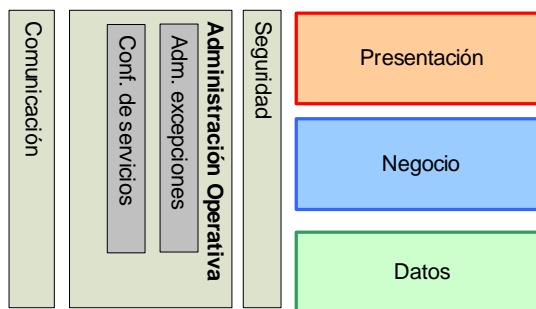 Comunicación
Administración Operativa
Adm. excepciones
Conf. de servicios
Seguridad
Presentación
Negocio
Datos